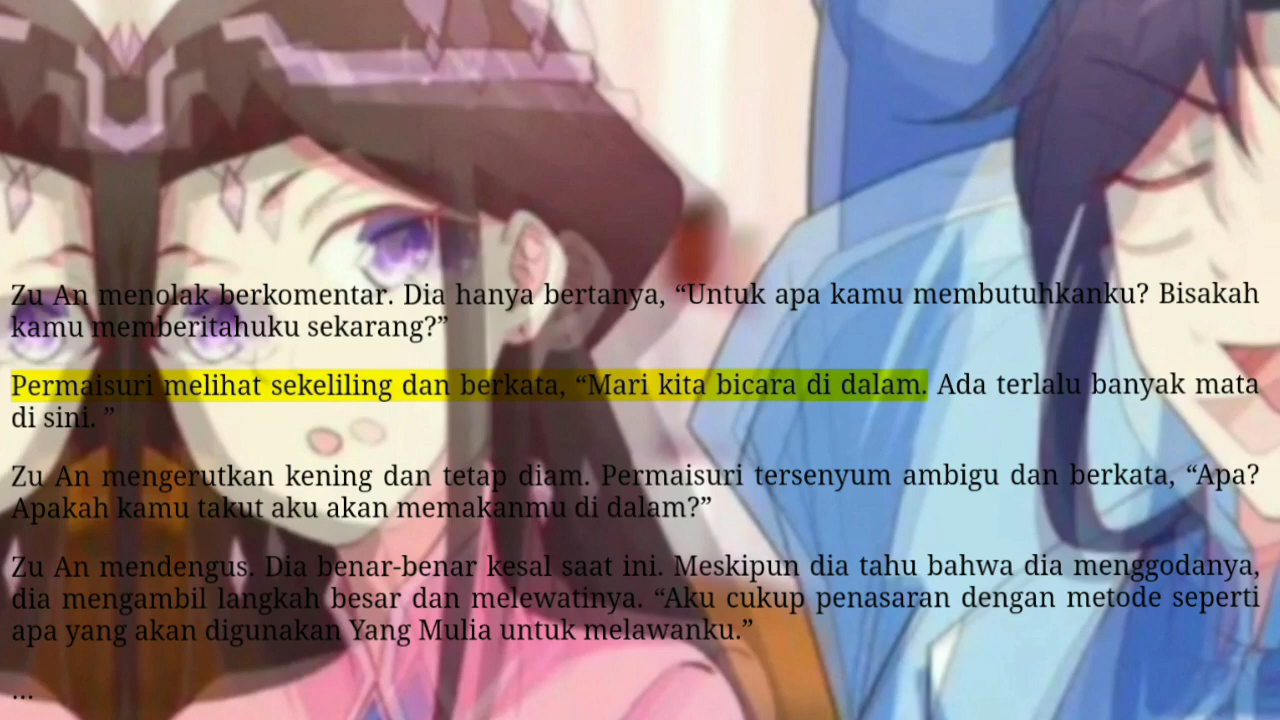 Zu An menolak berkomentar. Dia hanya bertanya, “Untuk apa kamu membutuhkanku? Bisakah
kamu memberitahuku sekarang?”
Permaisuri melihat sekeliling dan berkata, “Mari kita bicara di dalam. Ada terlalu banyak mata
di sini. ”
Zu An mengerutkan kening dan tetap diam. Permaisuri tersenyum ambigu dan berkata, “Apa?
Apakah kamu takut aku akan memakanmu di dalam?”
Zu An mendengus. Dia benar-benar kesal saat ini. Meskipun dia tahu bahwa dia menggodanya,
dia mengambil langkah besar dan melewatinya. “Aku cukup penasaran dengan metode seperti
apa yang akan digunakan Yang Mulia untuk melawanku.”
...